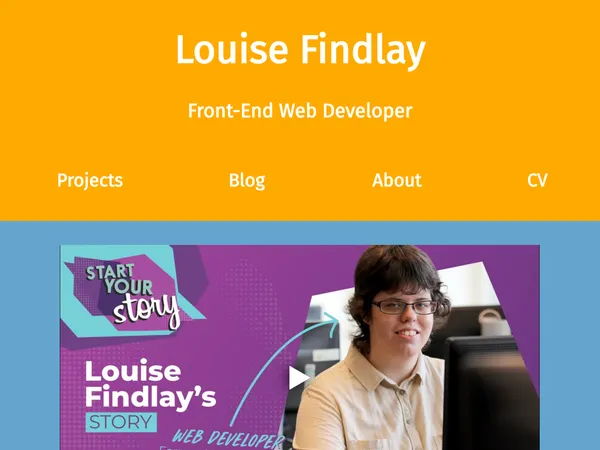 Louise Findlay
Front-End Web Developer
Projects Blog About CV
START
YOUR
story
Louise
Findlay's
STORY
WEB DEVELOPER